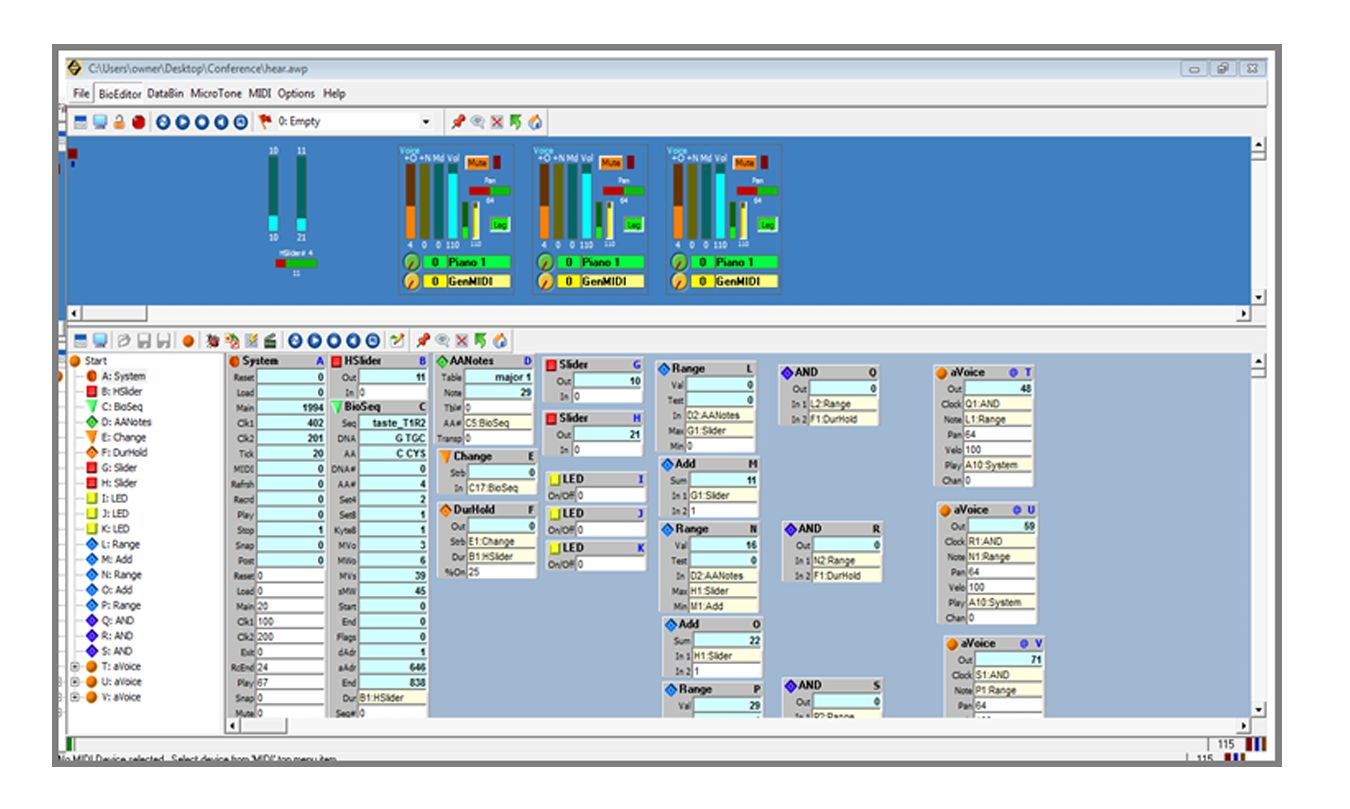 C:\Users\owner\Desktop\Conference\hear.awp
File BioEditor DataBin MicroTone MIDI Options Help
0: Empty
10 11
10 21
HSlider# 4
11
Voice
+O +N Md Vol Mute
Pan
64
Leg
4 0 0 110 110
0 Piano 1
0 GenMIDI
Voice
+O +N Md Vol Mute
Pan
64
Leg
4 0 0 110 110
0 Piano 1
0 GenMIDI
Voice
+O +N Md Vol Mute
Pan
64
Leg
4 0 0 110 110
0 Piano 1
0 GenMIDI
Start
A: System
B: HSlider
C: BioSeq
D: AANotes
E: Change
F: DurHold
G: Slider
H: Slider
I: LED
J: LED
K: LED
L: Range
M: Add
N: Range
O: Add
P: Range
Q: AND
R: AND
S: AND
T: aVoice
U: aVoice
V: aVoice
System A
Reset 0
Load 0
Main 1994
Clk1 402
Clk2 201
Tick 20
MIDI 0
Refrsh 0
Recrd 0
Play 0
Stop 1
Snap 0
Post 0
Reset 0
Load 0
Main 20
Clk1 100
Clk2 200
Exit 0
RcEnd 24
Play 67
Snap 0
Mute 0
HSlider B
Out 11
In 0
BioSeq C
Seq taste_T1R2
DNA G TGC
AA C CYS
DNA# 0
AA# 4
Set4 2
Set8 1
Kyte8 1
MVo 3
MWo 6
MVs 39
sMW 45
Start 0
End 0
Flags 0
dAdr 1
aAdr 646
End 838
Dur B1:HSlider
Seq# 0
AANotes D
Table major 1
Note 29
Tbl# 0
AA# C5:BioSeq
Transp 0
Change E
Strb 0
In C17:BioSeq
DurHold F
Out 0
Strb E1:Change
Dur B1:HSlider
%On 25
Slider G
Out 10
In 0
Slider H
Out 21
In 0
LED I
On/Off 0
LED J
On/Off 0
LED K
On/Off 0
Range L
Val 0
Test 0
In D2:AANotes
Max G1:Slider
Min 0
Add M
Sum 11
In 1 G1:Slider
In 2 1
Range N
Val 16
Test 0
In D2:AANotes
Max H1:Slider
Min M1:Add
Add O
Sum 22
In 1 H1:Slider
In 2 1
Range P
Val 29
AND Q
Out 0
In 1 L2:Range
In 2 F1:DurHold
AND R
Out 0
In 1 N2:Range
In 2 F1:DurHold
AND S
Out 0
In 1 P2:Range
aVoice @ T
Out 48
Clock Q1:AND
Note L1:Range
Pan 64
Velo 100
Play A10:System
Chan 0
aVoice @ U
Out 59
Clock R1:AND
Note N1:Range
Pan 64
Velo 100
Play A10:System
Chan 0
aVoice @ V
Out 71
Clock S1:AND
Note P1:Range
Pan 64
115
No MIDI Device selected. Select device from 'MIDI' top menu item 115